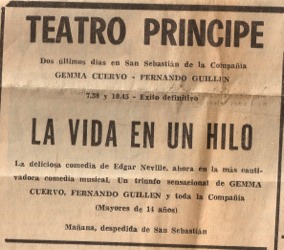 TEATRO PRINCIPE
Dos últimos días en San Sebastián de la Compañía
GEMMA CUERVO - FERNANDO GUILLEN
7.30 y 10.45 - Exito definitivo
LA VIDA EN UN HILO
La deliciosa comedia de Edgar Neville, ahora en la más cauti-
vadora comedia musical. Un triunfo sensacional de GEMMA
CUERVO, FERNANDO GUILLEN y toda la Compañía
(Mayores de 14 años)
Mañana, despedida de San Sebastián